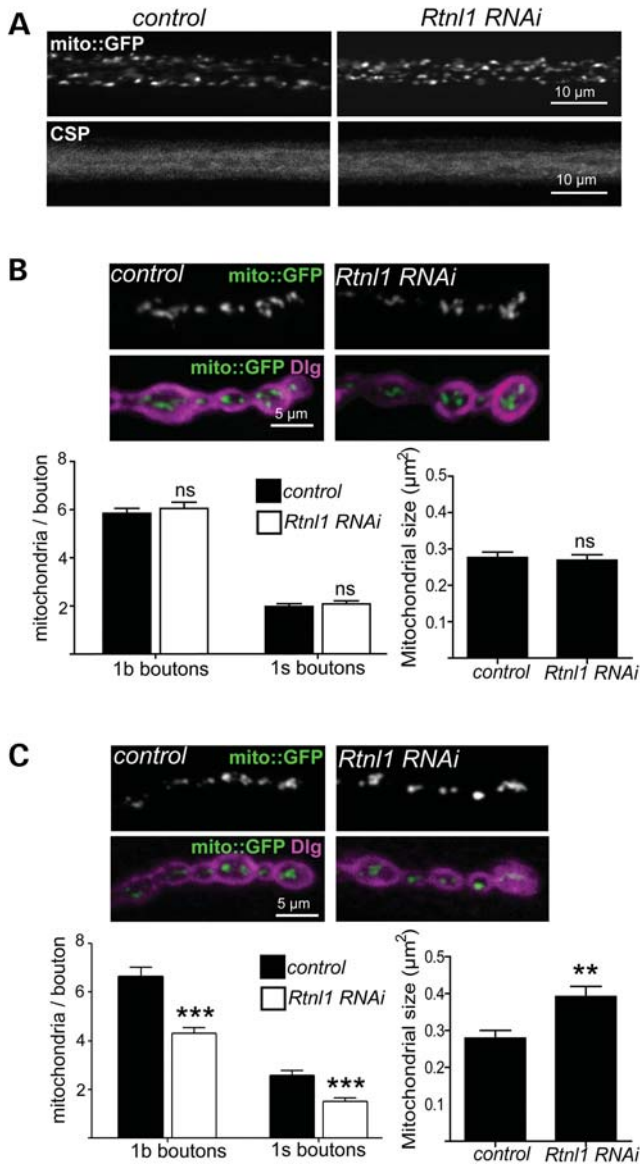 A
control
Rtnl1 RNAi
mito::GFP
10 µm
CSP
10 µm
B
control
mito::GFP
Rtnl1 RNAi
mito::GFP Dlg
5 µm
mitochondria / bouton
8
6
4
2
ns
ns
control
Rtnl1 RNAi
1b boutons
1s boutons
Mitochondrial size (µm²)
0.4
0.3
0.2
0.1
ns
control
Rtnl1 RNAi
C
control
mito::GFP
Rtnl1 RNAi
mito::GFP Dlg
5 µm
mitochondria / bouton
8
6
4
2
***
***
control
Rtnl1 RNAi
1b boutons
1s boutons
Mitochondrial size (µm²)
0.5
0.4
0.3
0.2
0.1
**
control
Rtnl1 RNAi